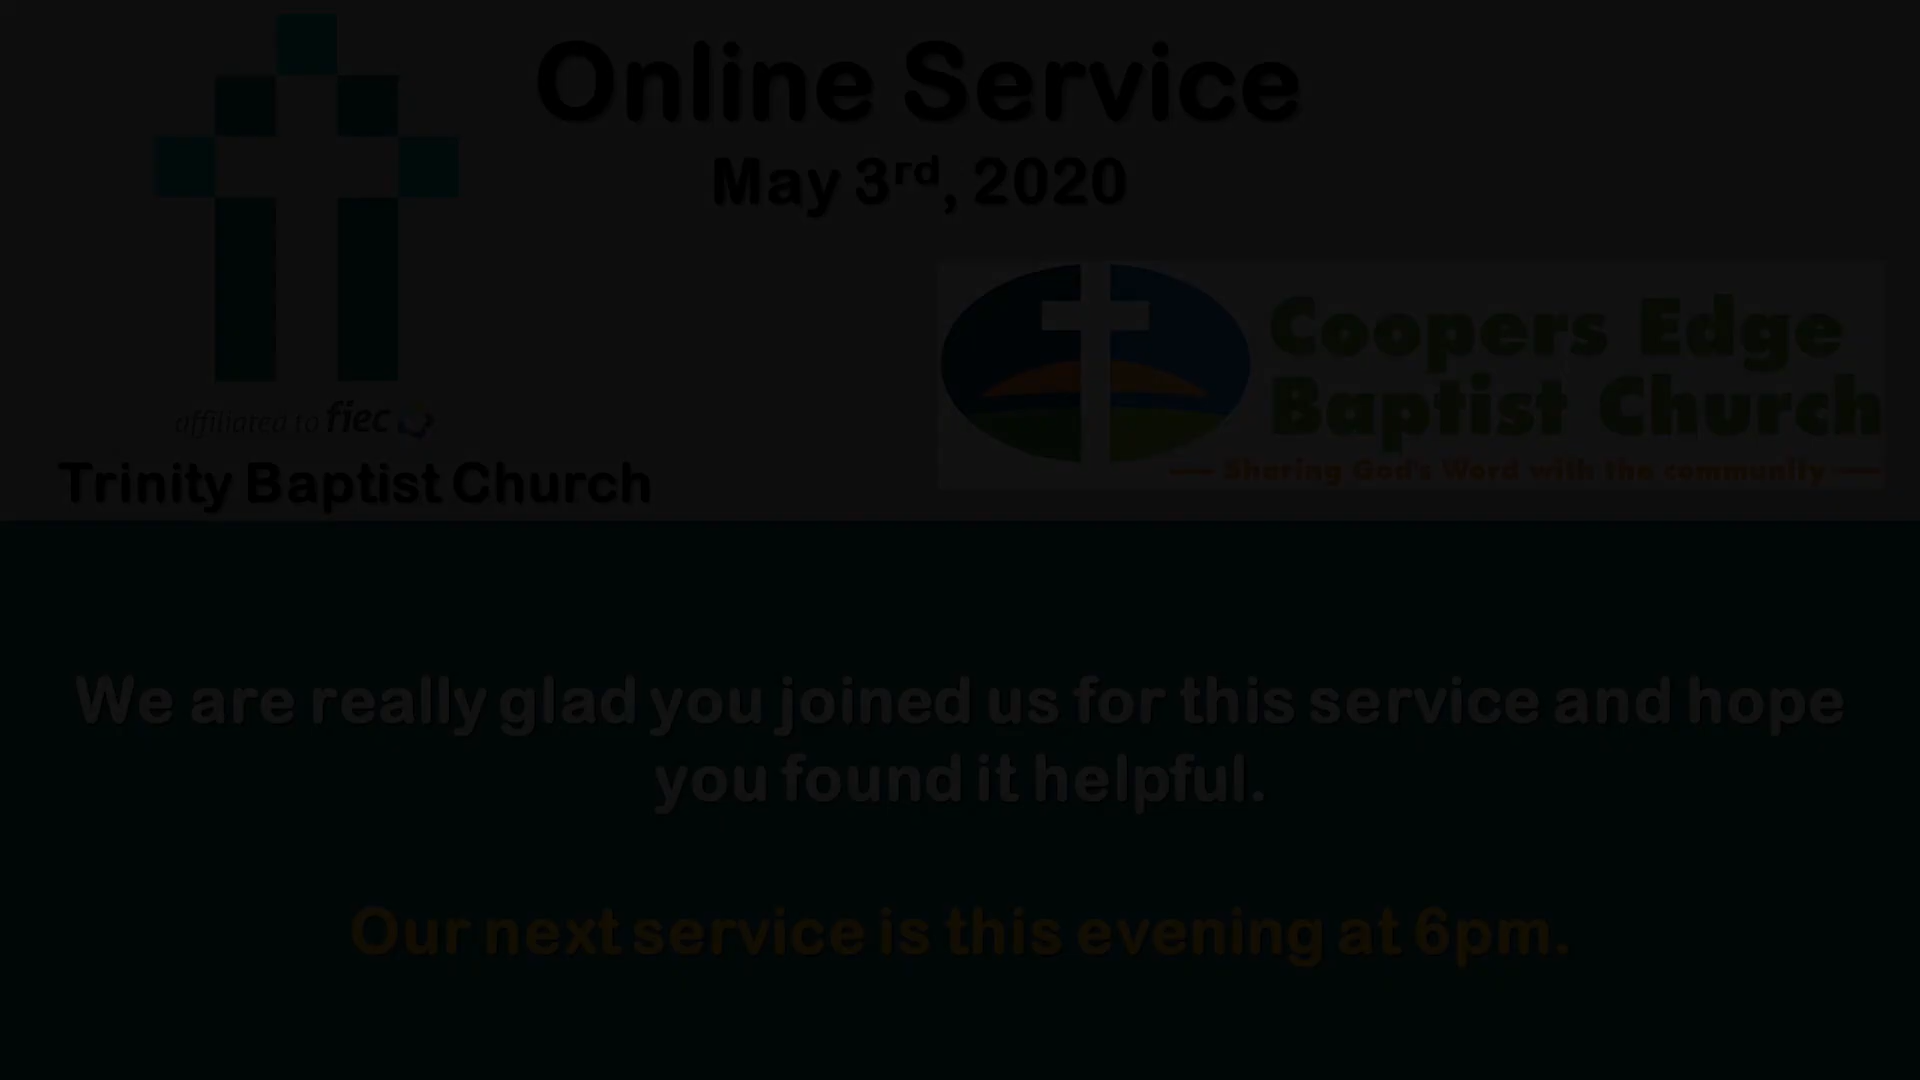 Online Service
May 3rd, 2020
affiliated to fiec
Trinity Baptist Church
Coopers Edge
Baptist Church
Sharing God's Word with the community
We are really glad you joined us for this service and hope
you found it helpful.
Our next service is this evening at 6pm.